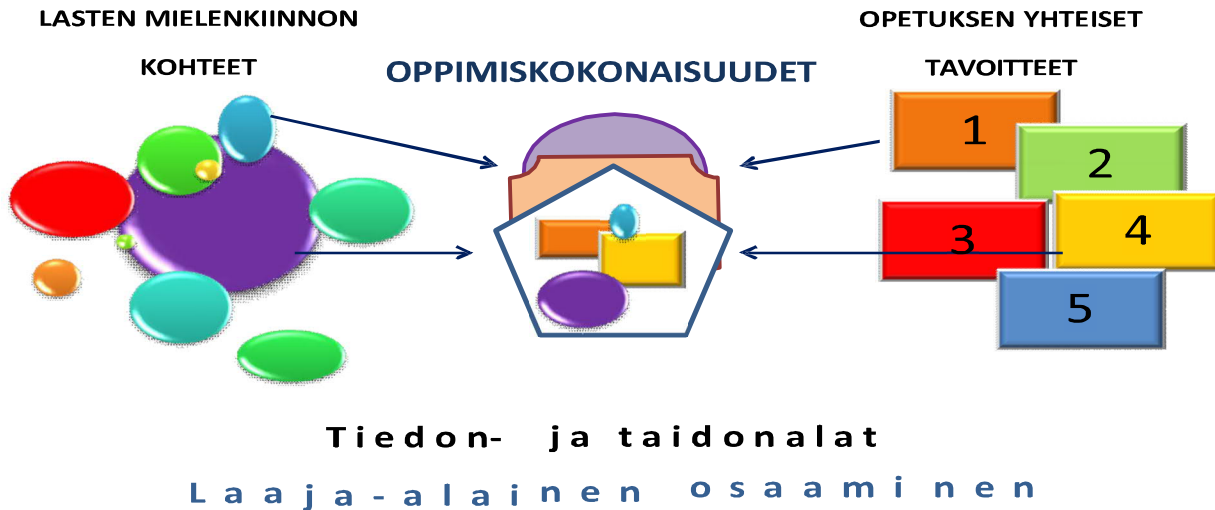 LASTEN MIELENKIINNON
KOHTEET
OPPIMISKOKONAISUUDET
OPETUKSEN YHTEISET
TAVOITTEET
1
2
3
4
5
Tiedon- ja taidonalat
Laaja-alainen osaaminen